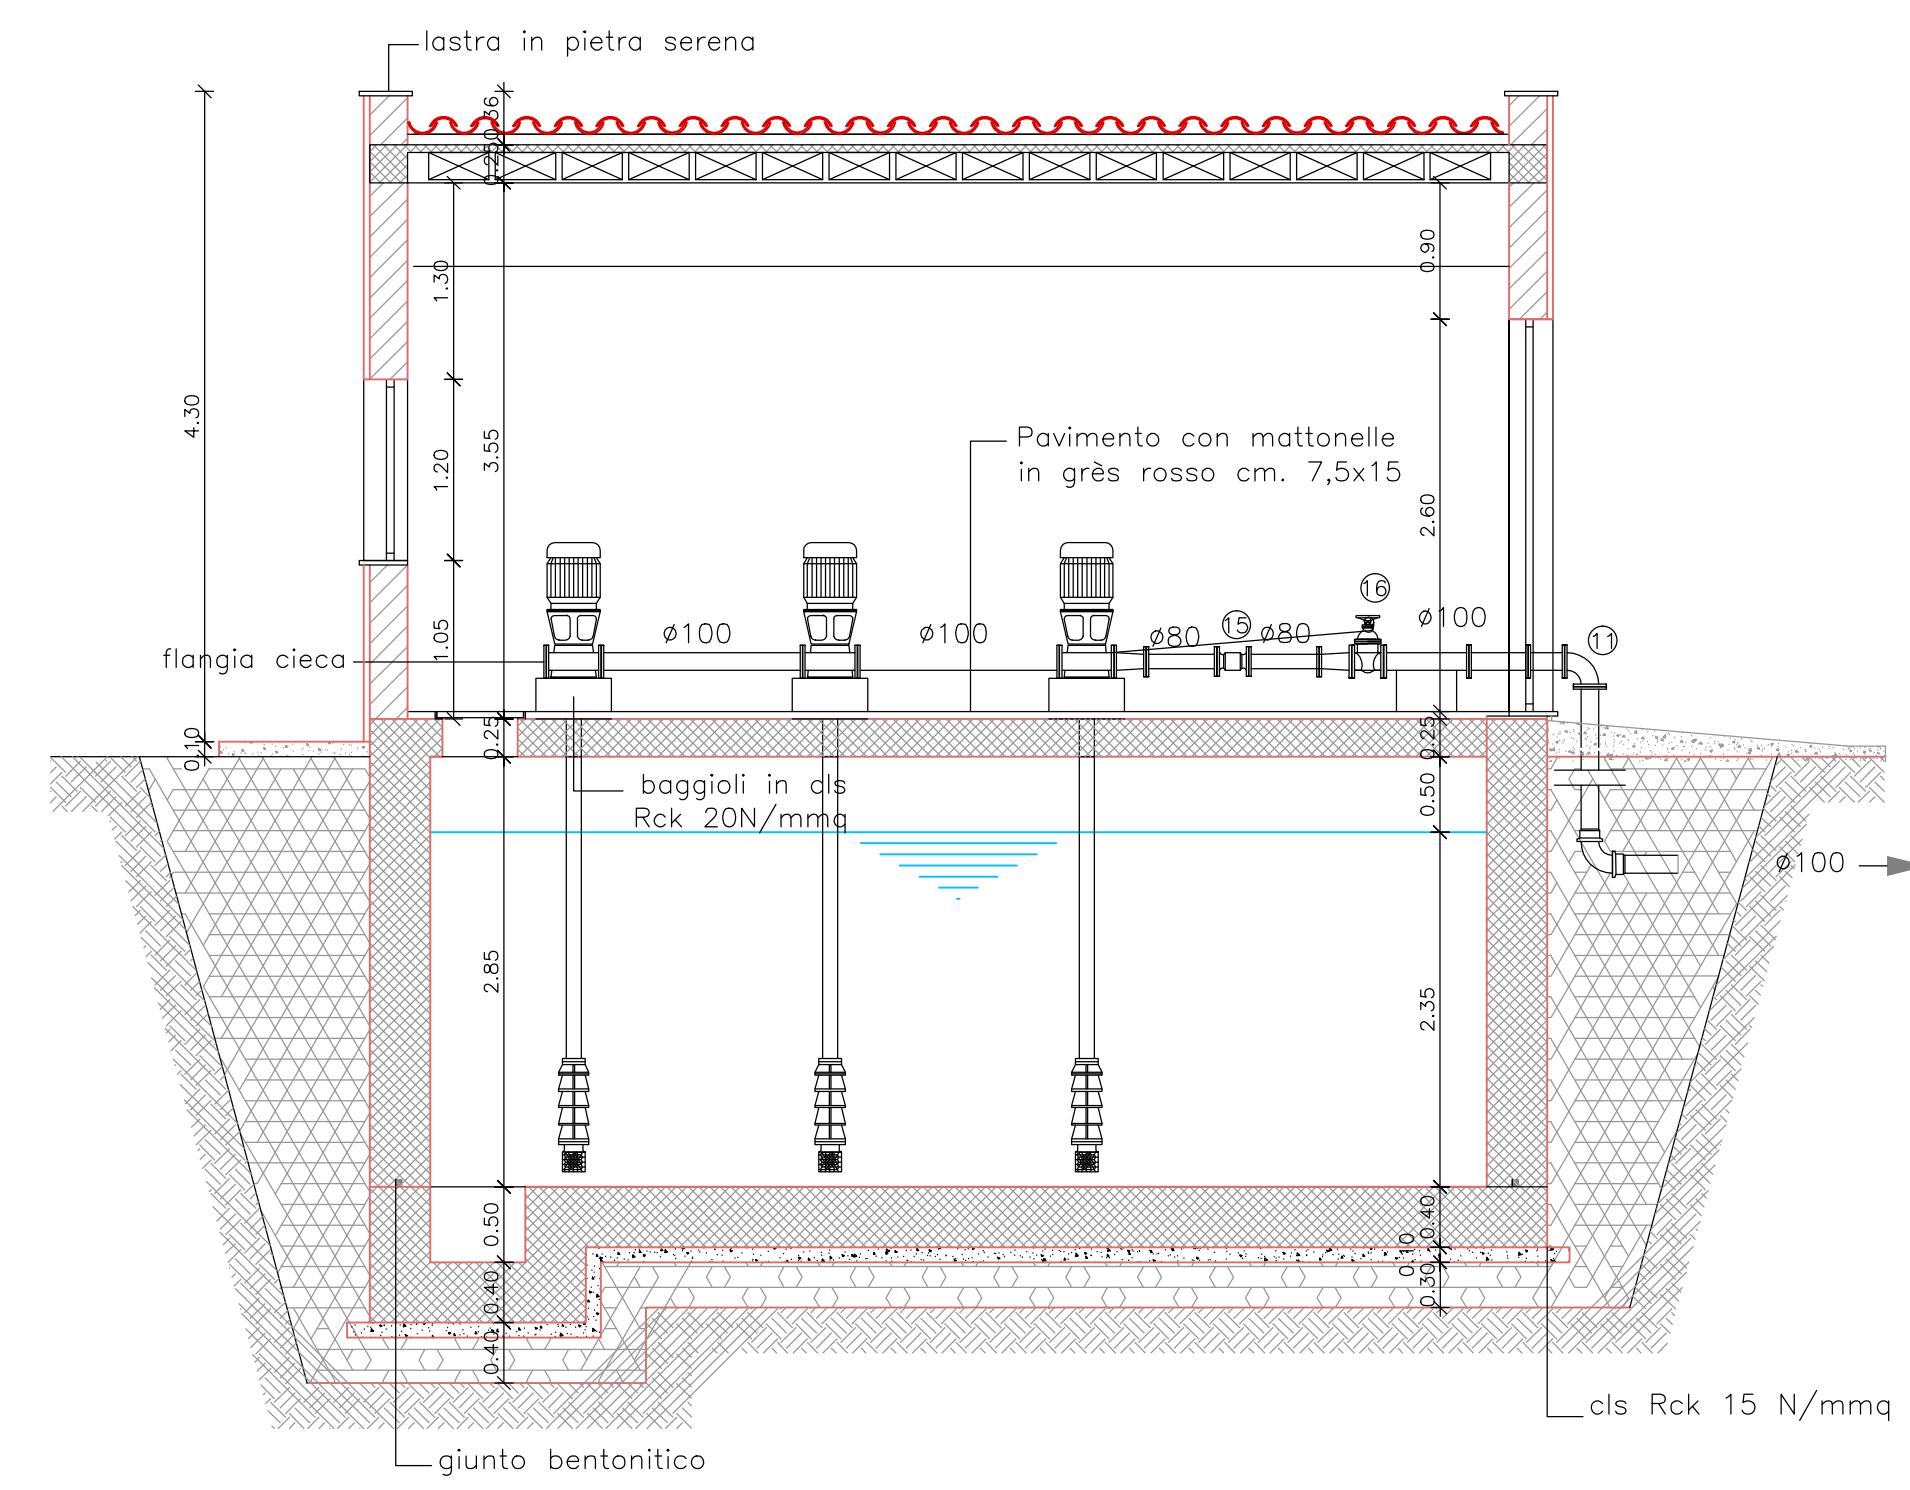 lastra in pietra serena
0.36
0.25
0.90
1.30
4.30
3.55
1.20
Pavimento con mattonelle
in grès rosso cm. 7,5x15
2.60
16
ø100
ø100
ø100
ø80
15
ø80
11
1.05
flangia cieca
0.10
0.25
0.25
baggioli in cls
Rck 20N/mmq
0.50
ø100
2.85
2.35
0.50
0.40
0.10
0.30
0.40
0.40
cls Rck 15 N/mmq
giunto bentonitico